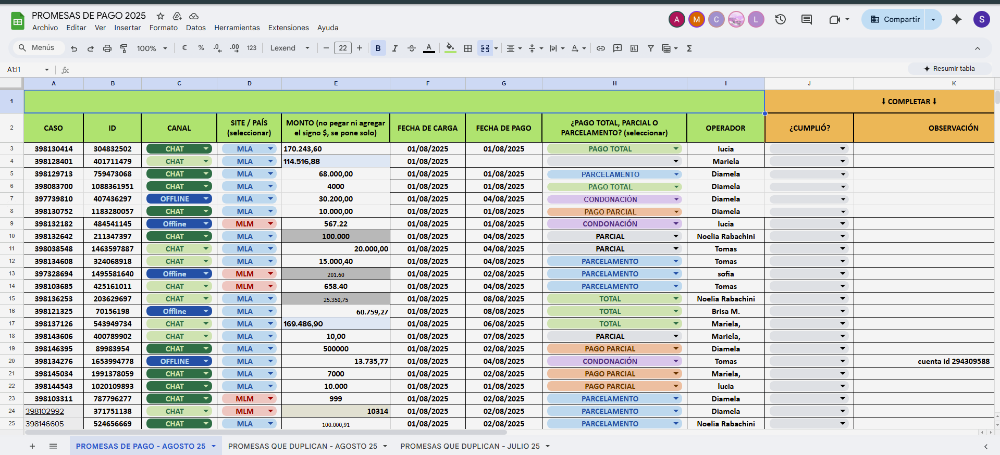 PROMESAS DE PAGO 2025
Archivo Editar Ver Insertar Formato Datos Herramientas Extensiones Ayuda
A M C L Compartir S
Menús 100% € % .0 .00 123 Lexend 22 B I A A Σ
A1:I1 fx Resumir tabla
A B C D E F G H I J K
1 ⬇ COMPLETAR ⬇
2 CASO ID CANAL SITE / PAÍS (seleccionar) MONTO (no pegar ni agregar el signo $, se pone solo) FECHA DE CARGA FECHA DE PAGO ¿PAGO TOTAL, PARCIAL O PARCELAMENTO? (seleccionar) OPERADOR ¿CUMPLIÓ? OBSERVACIÓN
3 398130414 304832502 CHAT MLA 170.243,60 01/08/2025 01/08/2025 PAGO TOTAL lucia
4 398128401 401711479 CHAT MLA 114.516,88 01/08/2025 Mariela
5 398129713 759473068 CHAT MLA 68.000,00 01/08/2025 01/08/2025 PARCELAMENTO Diamela
6 398083700 1088361951 CHAT MLA 4000 01/08/2025 01/08/2025 PAGO TOTAL Diamela
7 397739810 407436297 OFFLINE MLA 30.200,00 01/08/2025 04/08/2025 CONDONACIÓN Diamela
8 398130752 1183280057 CHAT MLA 10.000,00 01/08/2025 01/08/2025 PAGO PARCIAL Diamela
9 398132182 484541145 Offline MLM 567.22 01/08/2025 01/08/2025 CONDONACIÓN lucia
10 398132642 211347397 CHAT MLA 100.000 01/08/2025 04/08/2025 PARCIAL Noelia Rabachini
11 398038548 1463597887 CHAT MLA 20.000,00 01/08/2025 04/08/2025 PARCIAL Tomas
12 398134608 324068918 CHAT MLA 15.000,40 01/08/2025 04/08/2025 PARCELAMENTO Tomas
13 397328694 1495581640 Offline MLM 201.60 01/08/2025 02/08/2025 PARCELAMENTO sofia
14 398103685 425161011 CHAT MLM 658.40 01/08/2025 04/08/2025 PARCELAMENTO Tomas
15 398136253 203629697 CHAT MLA 25.350,75 01/08/2025 08/08/2025 TOTAL Noelia Rabachini
16 398121325 70156198 Offline MLA 60.759,27 01/08/2025 08/08/2025 TOTAL Brisa M.
17 398137126 543949734 CHAT MLA 169.486,90 01/08/2025 06/08/2025 TOTAL Mariela,
18 398143606 400789902 CHAT MLA 10,00 01/08/2025 07/08/2025 PARCIAL Mariela,
19 398146395 89983954 CHAT MLA 500000 01/08/2025 02/08/2025 PAGO PARCIAL Diamela
20 398134276 1653994778 OFFLINE MLA 13.735,77 01/08/2025 04/08/2025 CONDONACIÓN Tomas cuenta id 294309588
21 398145034 1991378059 CHAT MLA 7000 01/08/2025 02/08/2025 PAGO PARCIAL Mariela,
22 398144543 1020109893 CHAT MLA 10.000 01/08/2025 01/08/2025 PAGO PARCIAL lucia
23 398103311 787796277 CHAT MLM 999 01/08/2025 02/08/2025 PARCELAMENTO Diamela
24 398102992 371751138 CHAT MLM 10314 01/08/2025 02/08/2025 PARCELAMENTO Diamela
25 398146605 524656669 CHAT MLA 100.000,91 01/08/2025 02/08/2025 PARCELAMENTO Noelia Rabachini
PROMESAS DE PAGO - AGOSTO 25 PROMESAS QUE DUPLICAN - AGOSTO 25 PROMESAS QUE DUPLICAN - JULIO 25